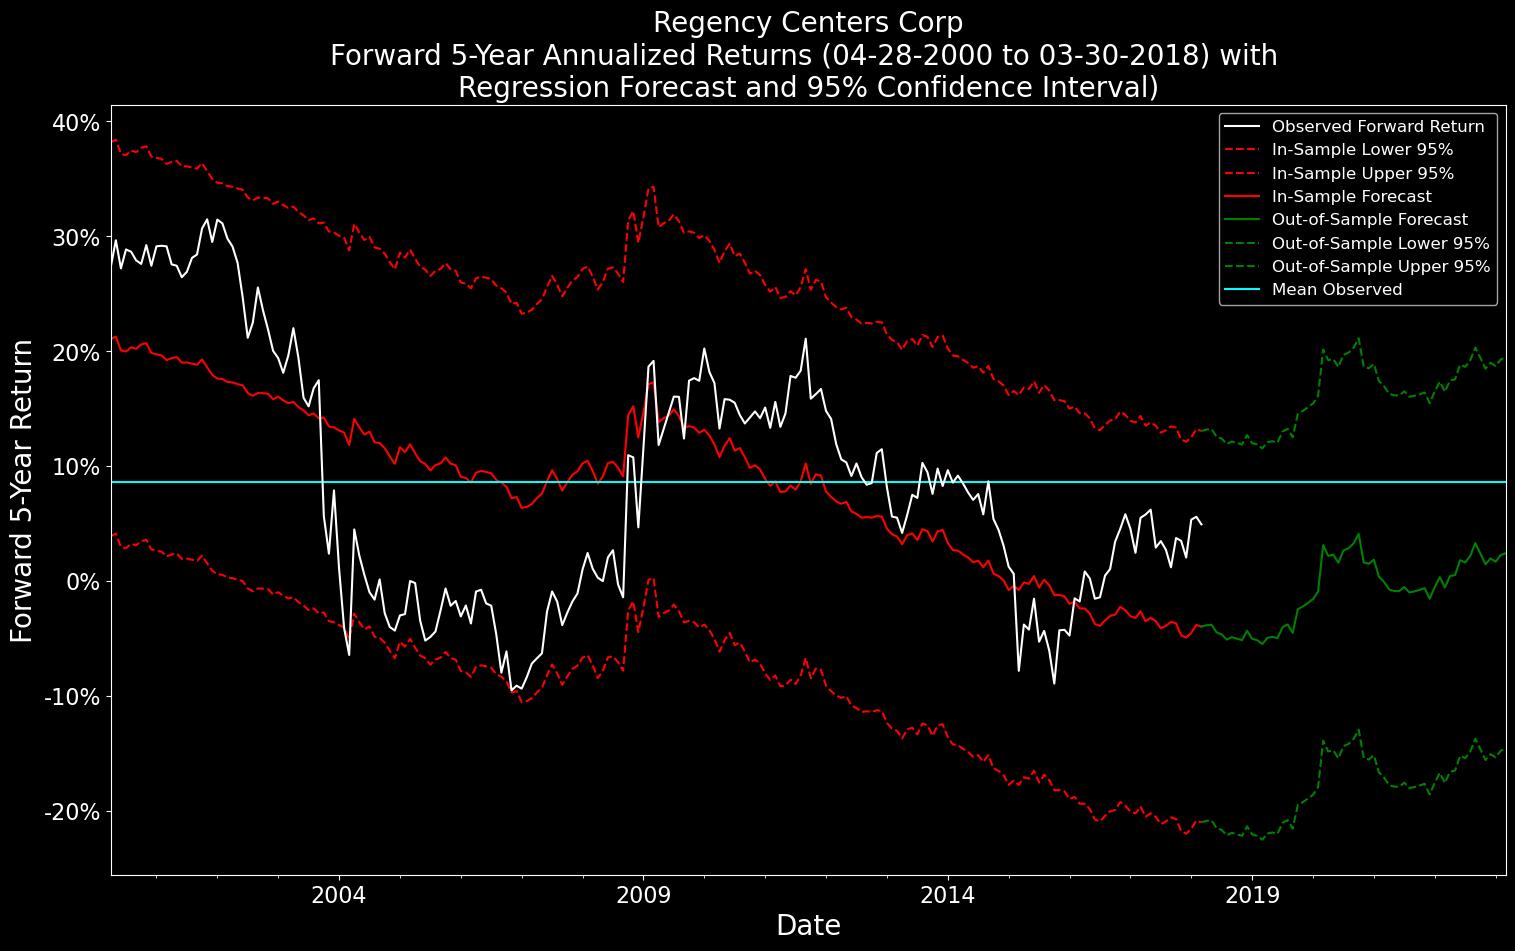 Regency Centers Corp
Forward 5-Year Annualized Returns (04-28-2000 to 03-30-2018) with
Regression Forecast and 95% Confidence Interval)
Forward 5-Year Return
40%
30%
20%
10%
0%
-10%
-20%
Observed Forward Return
In-Sample Lower 95%
In-Sample Upper 95%
In-Sample Forecast
Out-of-Sample Forecast
Out-of-Sample Lower 95%
Out-of-Sample Upper 95%
Mean Observed
2004
2009
2014
2019
Date